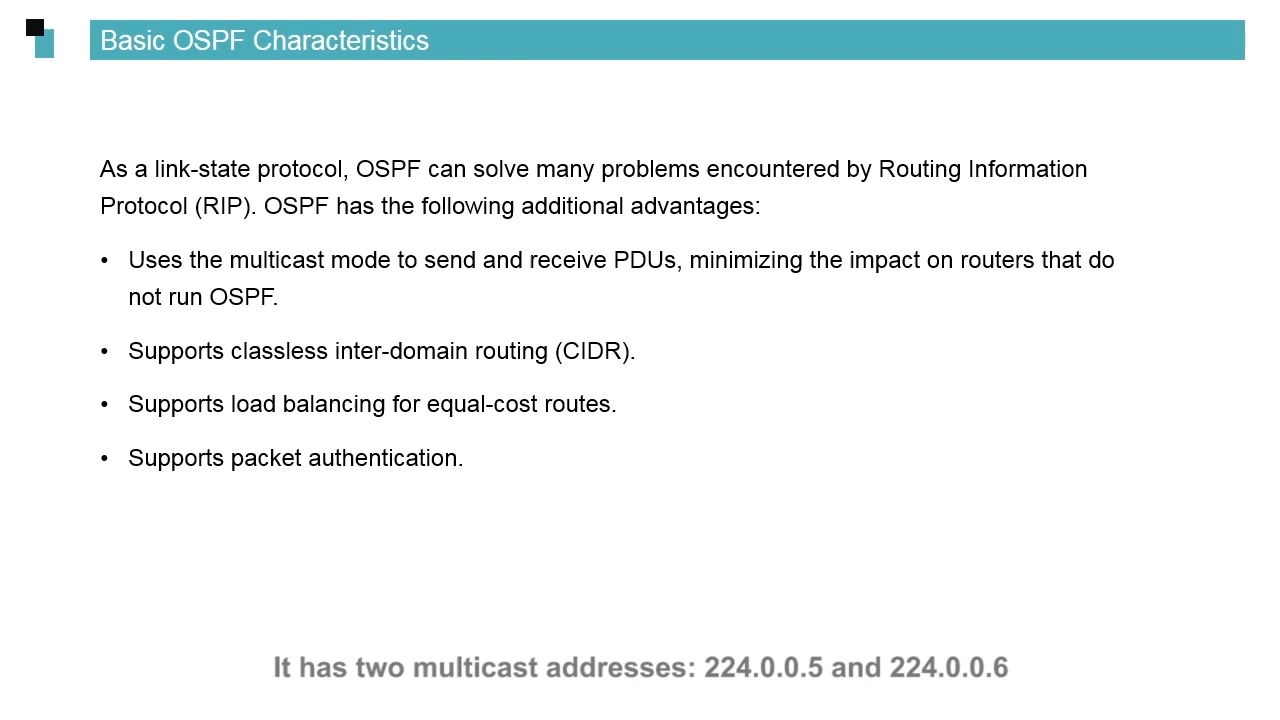 Basic OSPF Characteristics
As a link-state protocol, OSPF can solve many problems encountered by Routing Information
Protocol (RIP). OSPF has the following additional advantages:
• Uses the multicast mode to send and receive PDUs, minimizing the impact on routers that do
not run OSPF.
• Supports classless inter-domain routing (CIDR).
• Supports load balancing for equal-cost routes.
• Supports packet authentication.
It has two multicast addresses: 224.0.0.5 and 224.0.0.6